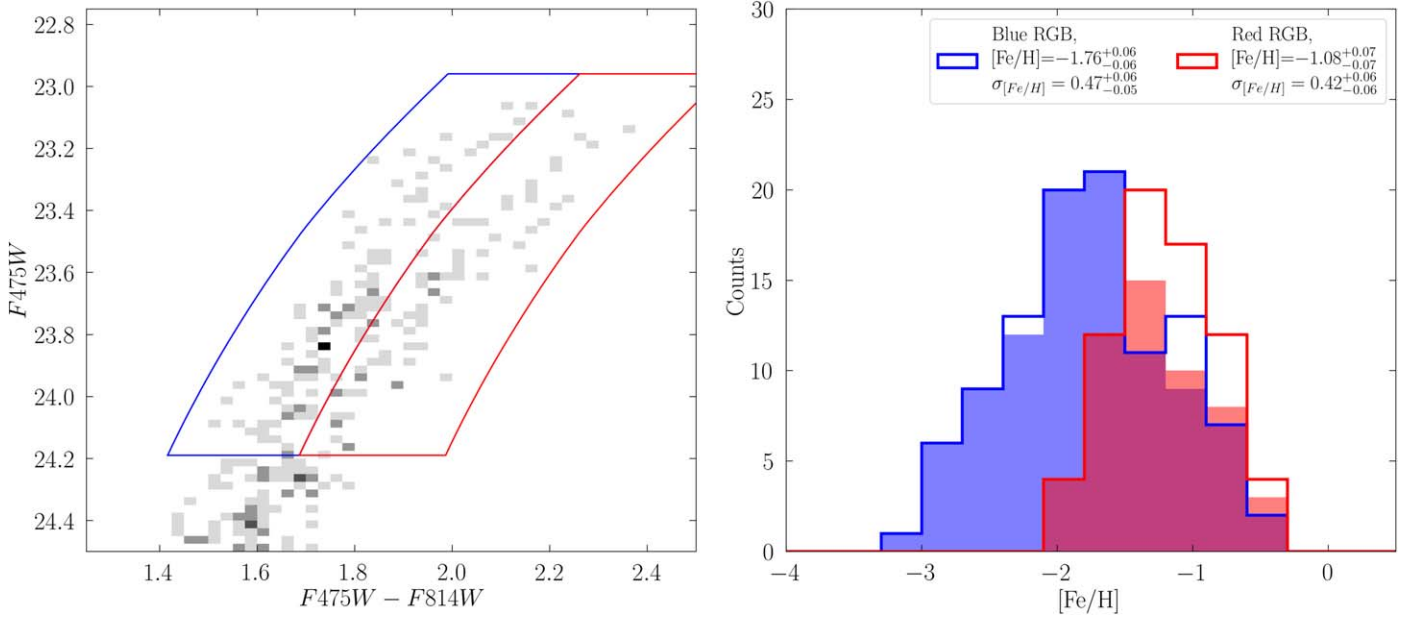 22.8
23.0
23.2
23.4
23.6
23.8
24.0
24.2
24.4
F475W
1.4 1.6 1.8 2.0 2.2 2.4
F475W − F814W
30
25
20
15
10
5
0
Counts
Blue RGB,
[Fe/H]=−1.76+0.06−0.06
σ[Fe/H] = 0.47+0.06−0.05
Red RGB,
[Fe/H]=−1.08+0.07−0.07
σ[Fe/H] = 0.42+0.06−0.06
−4 −3 −2 −1 0
[Fe/H]